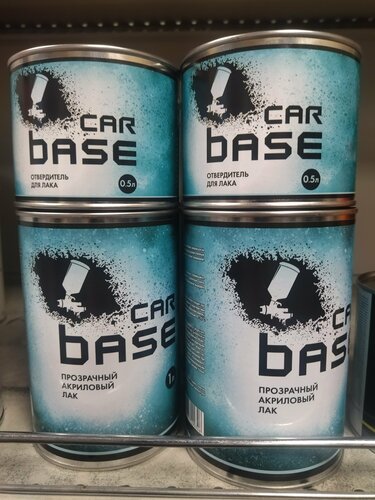 CAR
bASE
ОТВЕРДИТЕЛЬ
ДЛЯ ЛАКА
0.5л
CAR
bASE
ОТВЕРДИТЕЛЬ
ДЛЯ ЛАКА
0.5л
CAR
bASE
ПРОЗРАЧНЫЙ
АКРИЛОВЫЙ
ЛАК
CAR
bASE
ПРОЗРАЧНЫЙ
АКРИЛОВЫЙ
ЛАК